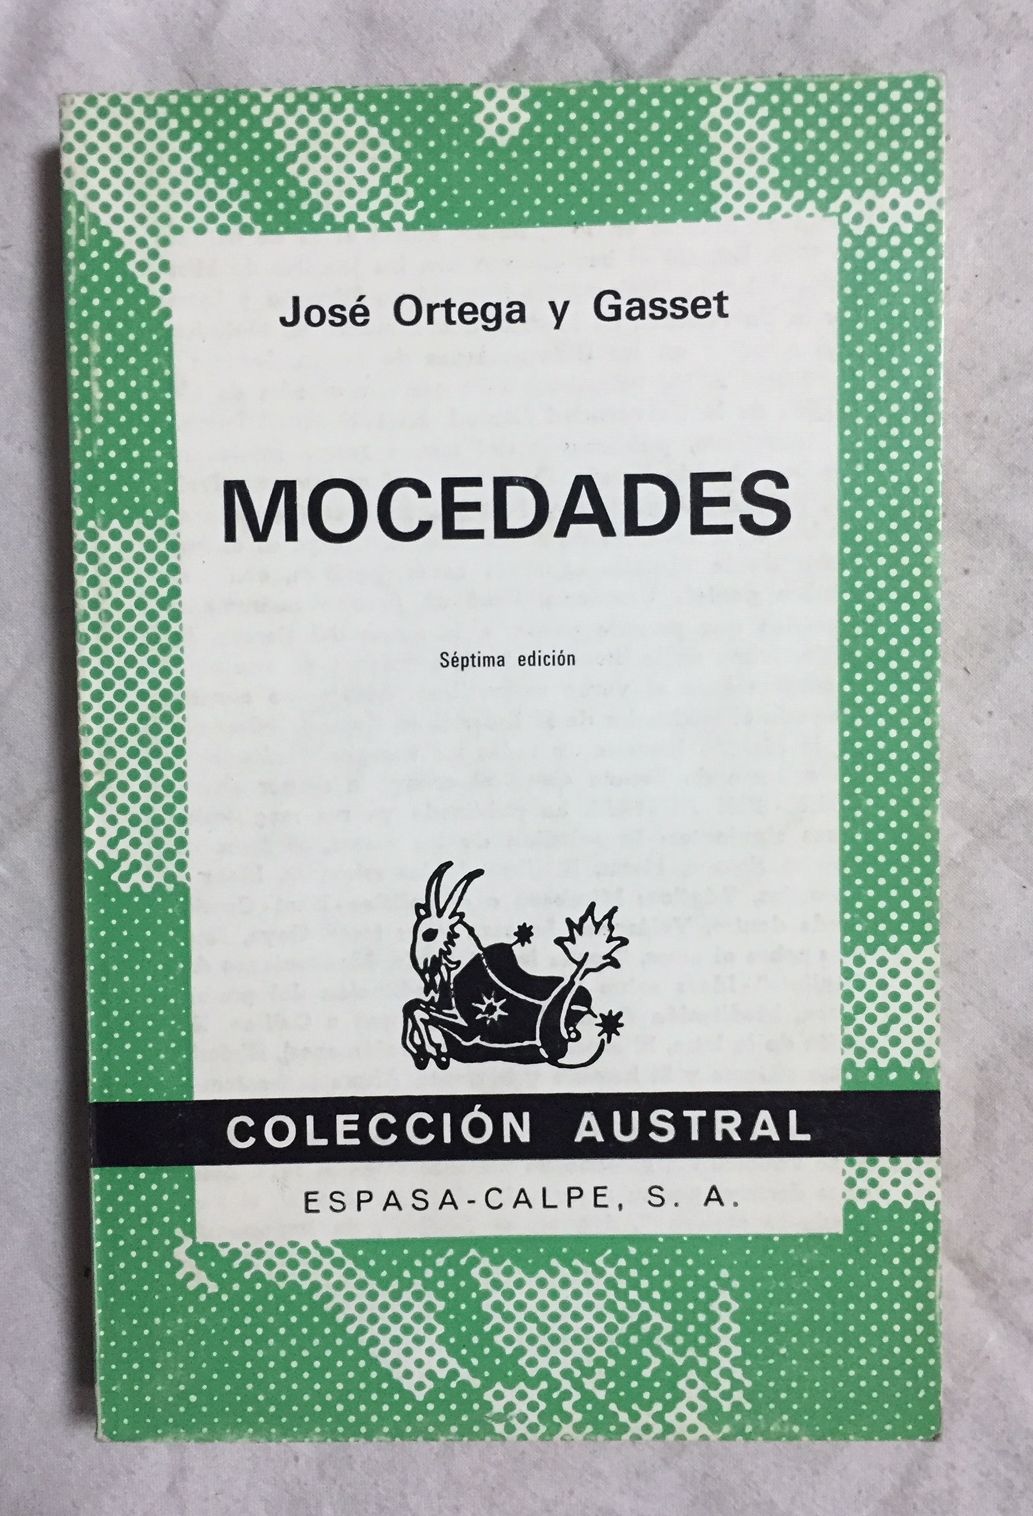 José Ortega y Gasset
MOCEDADES
Séptima edición
COLECCIÓN AUSTRAL
ESPASA-CALPE, S. A.